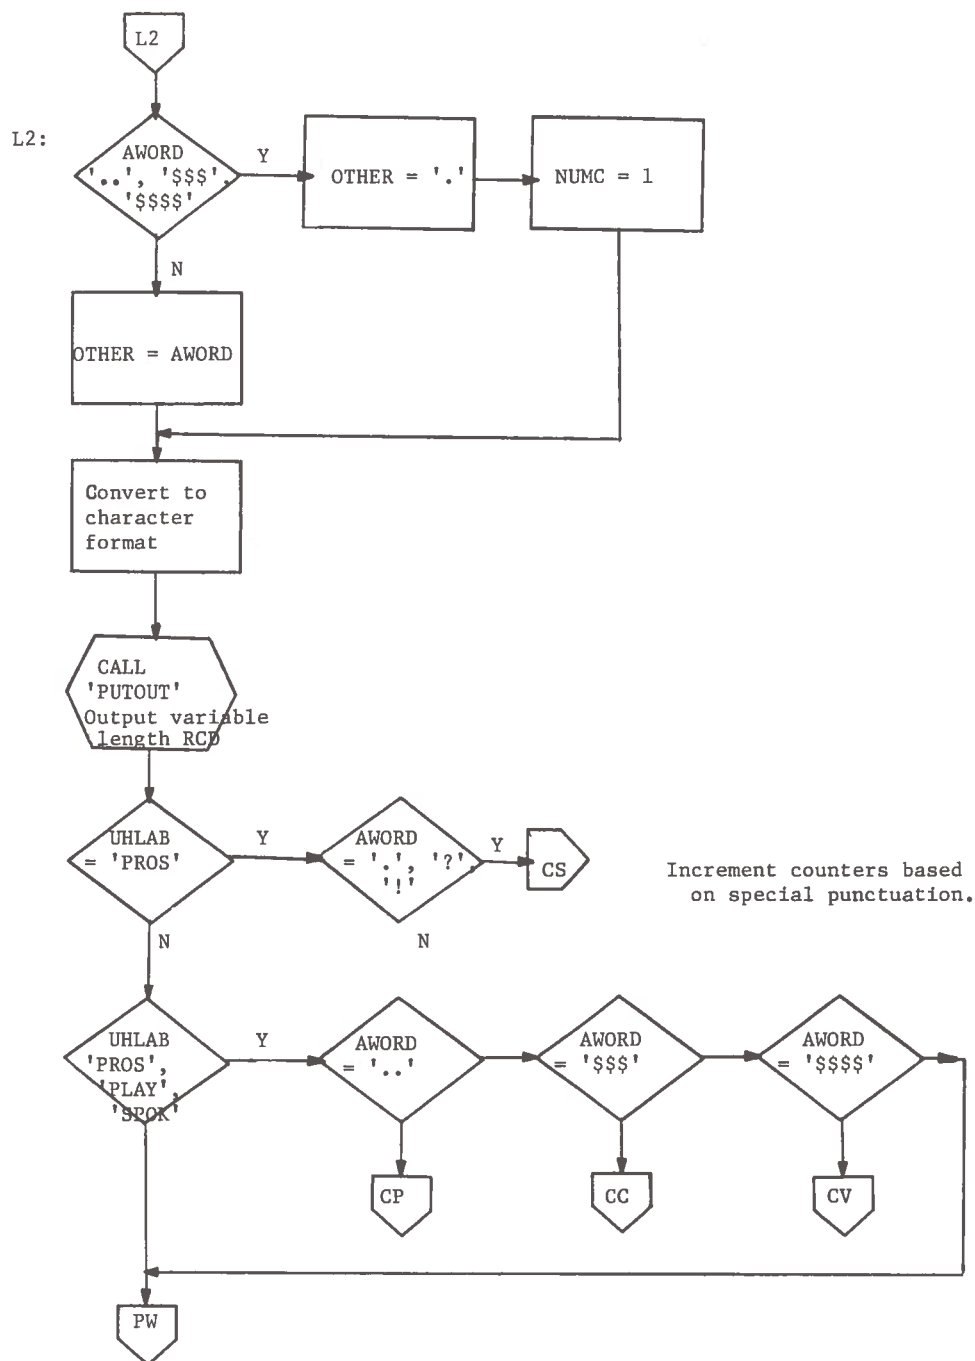 L2
L2:
AWORD
'..', '$$$',
'$$$$'
Y
OTHER = '.'
NUMC = 1
N
OTHER = AWORD
Convert to
character
format
CALL
'PUTOUT'
Output variable
length RCD
UHLAB
= 'PROS'
Y
AWORD
= '.', '?',
'!'
Y
CS
Increment counters based
on special punctuation.
N
N
UHLAB
'PROS',
'PLAY',
'SPOK'
Y
AWORD
= '..'
AWORD
= '$$$'
AWORD
= '$$$$'
CP
CC
CV
PW